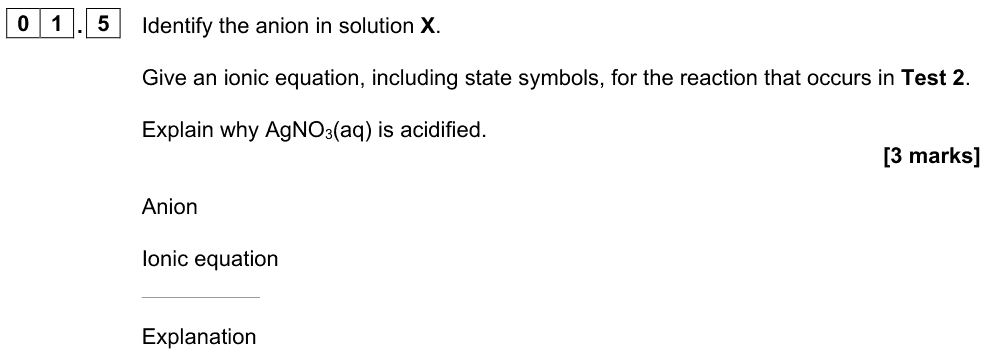 0 1 . 5 Identify the anion in solution X.
Give an ionic equation, including state symbols, for the reaction that occurs in Test 2.
Explain why AgNO₃(aq) is acidified.
[3 marks]
Anion
Ionic equation
Explanation